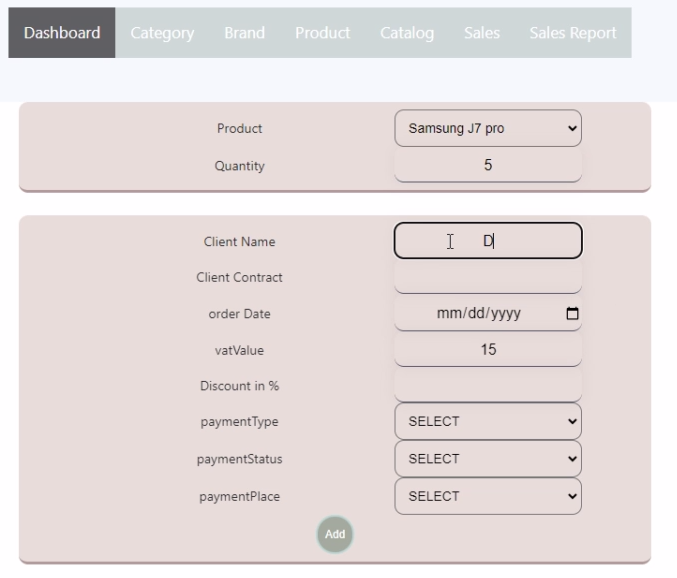 Dashboard Category Brand Product Catalog Sales Sales Report
Product Samsung J7 pro
Quantity 5
Client Name D
Client Contract
order Date mm/dd/yyyy
vatValue 15
Discount in %
paymentType SELECT
paymentStatus SELECT
paymentPlace SELECT
Add